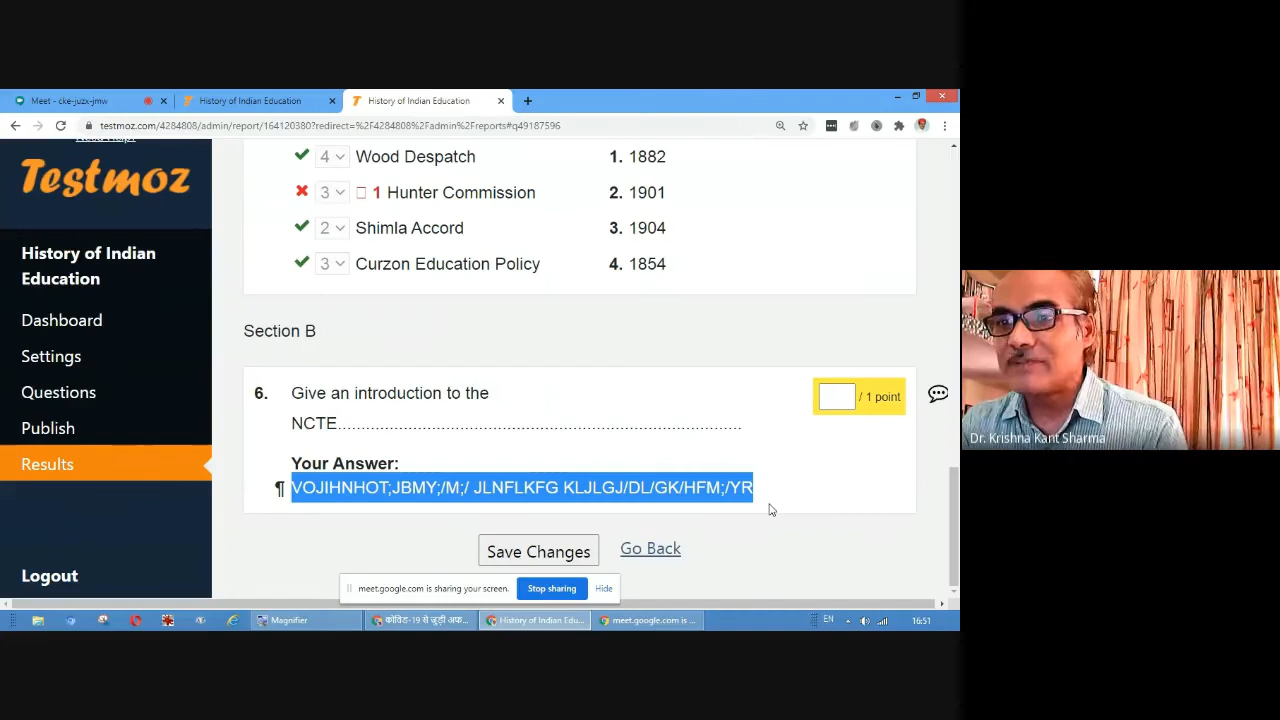 Meet - cke-juzx-jmw
History of Indian Education
History of Indian Education
testmoz.com/4284808/admin/report/164120380?redirect=%2F4284808%2Fadmin%2Freports#q49187596
Need Help?
Testmoz
History of Indian
Education
Dashboard
Settings
Questions
Publish
Results
Logout
4 Wood Despatch 1. 1882
3 1 Hunter Commission 2. 1901
2 Shimla Accord 3. 1904
3 Curzon Education Policy 4. 1854
Section B
6. Give an introduction to the
NCTE....................................................................................................
/ 1 point
Your Answer:
¶ VOJIHNHOT;JBMY;/M;/ JLNFLKFG KLJLGJ/DL/GK/HFM;/YR
Save Changes Go Back
meet.google.com is sharing your screen. Stop sharing Hide
Magnifier
कोविड-19 से जुड़ी अफ...
History of Indian Edu...
meet.google.com is ...
EN
16:51
Dr. Krishna Kant Sharma